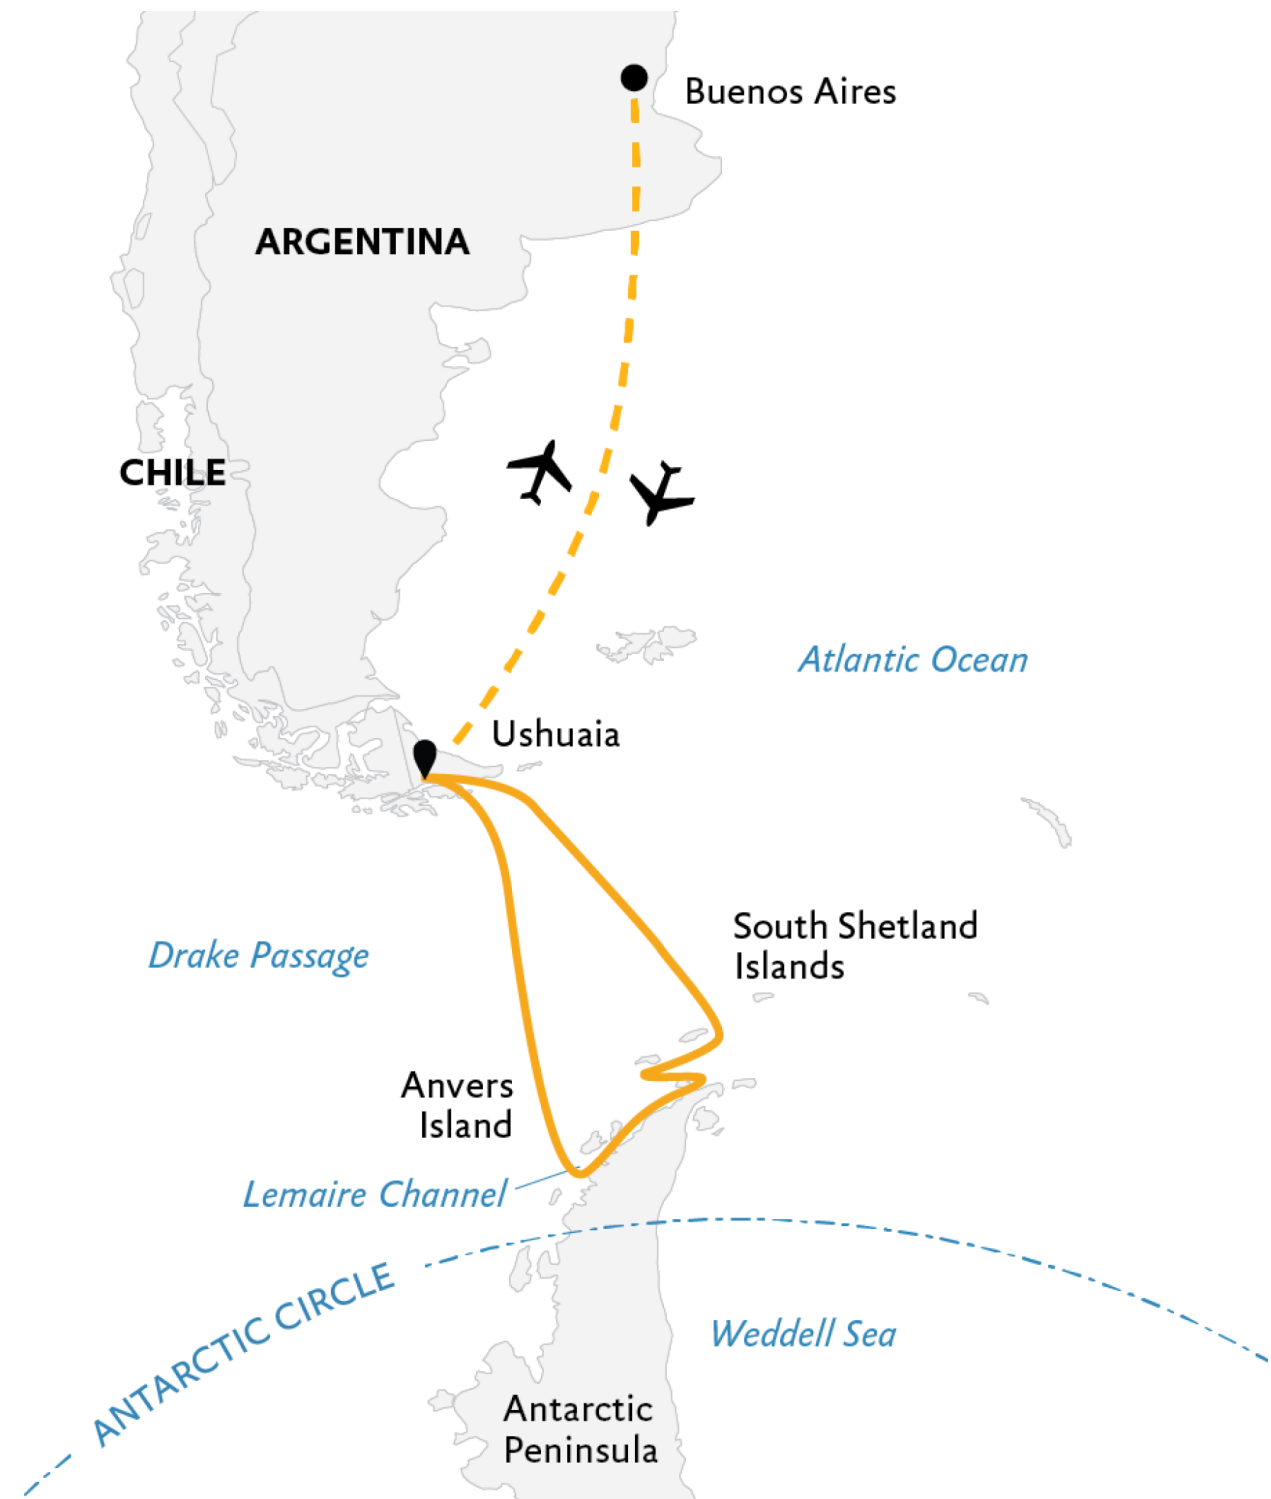 Buenos Aires
ARGENTINA
CHILE
Atlantic Ocean
Ushuaia
South Shetland
Islands
Drake Passage
Anvers
Island
Lemaire Channel
ANTARCTIC CIRCLE
Weddell Sea
Antarctic
Peninsula